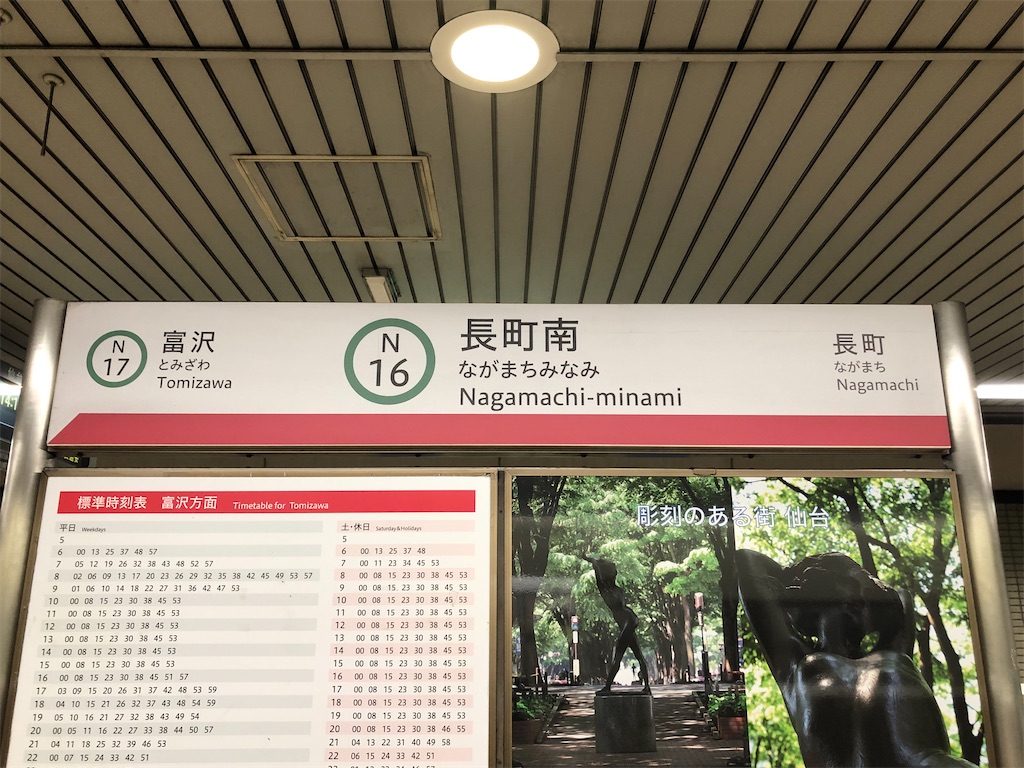 N
17
富沢
とみざわ
Tomizawa
N
16
長町南
ながまちみなみ
Nagamachi-minami
長町
ながまち
Nagamachi
標準時刻表 富沢方面 Timetable for Tomizawa
平日 Weekdays
5
6 00 13 25 37 48 57
7 05 12 19 26 32 38 43 48 52 57
8 02 06 09 13 17 20 23 26 29 32 35 38 42 45 49 53 57
9 01 06 10 14 18 22 27 31 36 42 47 53
10 00 08 15 23 30 38 45 53
11 00 08 15 23 30 38 45 53
12 00 08 15 23 30 38 45 53
13 00 08 15 23 30 38 45 53
14 00 08 15 23 30 38 45 53
15 00 08 15 23 30 38 45 53
16 00 08 15 23 30 38 45 51 57
17 03 09 15 20 26 31 37 42 48 53 59
18 04 10 15 21 26 32 37 43 48 54 59
19 05 10 16 21 27 32 38 43 49 54
20 00 05 11 16 22 27 33 38 44 50 57
21 04 11 18 25 32 39 46 53
22 00 07 15 24 33 42 51
土・休日 Saturday&Holidays
5
6 00 13 25 37 48
7 00 11 23 34 45 53
8 00 08 15 23 30 38 45 53
9 00 08 15 23 30 38 45 53
10 00 08 15 23 30 38 45 53
11 00 08 15 23 30 38 45 53
12 00 08 15 23 30 38 45 53
13 00 08 15 23 30 38 45 53
14 00 08 15 23 30 38 45 53
15 00 08 15 23 30 38 45 53
16 00 08 15 23 30 38 45 53
17 00 08 15 23 30 38 45 53
18 00 08 15 23 30 38 45 53
19 00 08 15 23 30 38 45 53
20 00 08 15 23 30 38 46 55
21 04 13 22 31 40 49 58
22 06 15 24 33 42 51
彫刻のある街 仙台